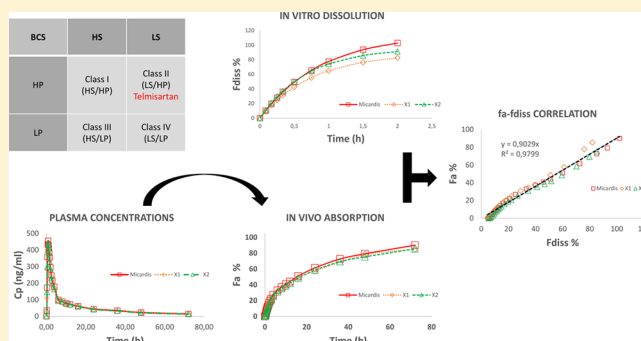 BCS HS LS
HP Class I (HS/HP) Class II (LS/HP) Telmisartan
LP Class III (HS/LP) Class IV (LS/LP
IN VITRO DISSOLUTION
Fdiss %
120
100
80
60
40
20
0
0 0,5 1 1,5 2 2,5
Time (h)
Micardis X1 X2
fa-fdiss CORRELATION
Fa %
100
80
60
40
20
0
y = 0,9029x
R² = 0,9799
Micardis X1 X2
0 20 40 60 80 100
Fdiss %
PLASMA CONCENTRATIONS
Cp (ng/ml)
500
400
300
200
100
0
0,00 20,00 40,00 60,00 80,00
Time (h)
Micardis X1 X2
IN VIVO ABSORPTION
Fa %
100
80
60
40
20
0
0 20 40 60 80
Time (h)
Micardis X1 X2